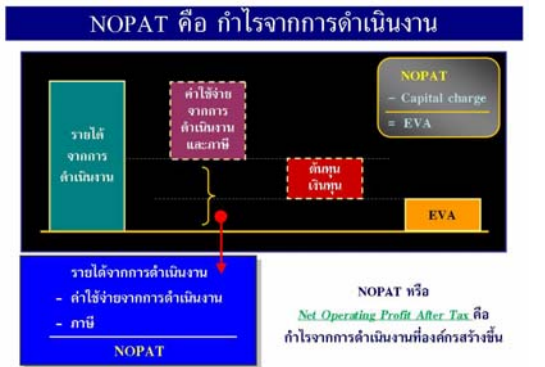 NOPAT คือ กำไรจากการดำเนินงาน
รายได้
จากการ
ดำเนินงาน
ค่าใช้จ่าย
จากการ
ดำเนินงาน
และภาษี
ต้นทุน
เงินทุน
NOPAT
– Capital charge
= EVA
EVA
รายได้จากการดำเนินงาน
- ค่าใช้จ่ายจากการดำเนินงาน
- ภาษี
NOPAT
NOPAT หรือ
Net Operating Profit After Tax คือ
กำไรจากการดำเนินงานที่องค์กรสร้างขึ้น